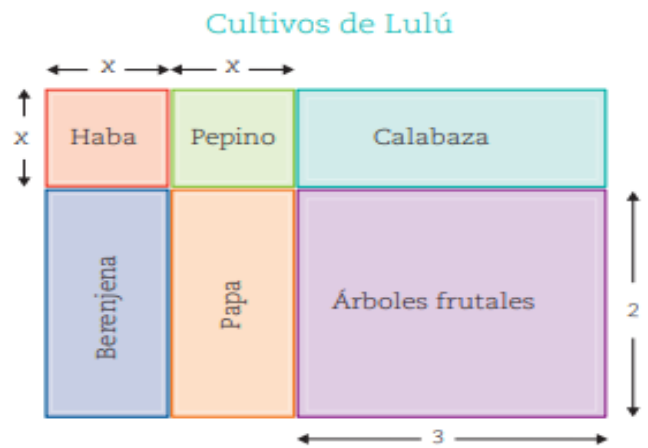 Cultivos de Lulú
x x
x
Haba Pepino Calabaza
Berenjena Papa Árboles frutales
2
3